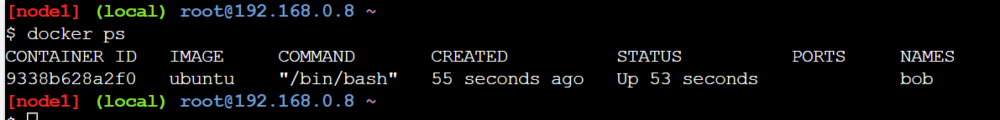 [node1] (local) root@192.168.0.8 ~
$ docker ps
CONTAINER ID   IMAGE     COMMAND       CREATED          STATUS          PORTS     NAMES
9338b628a2f0   ubuntu    "/bin/bash"   55 seconds ago   Up 53 seconds             bob
[node1] (local) root@192.168.0.8 ~
$